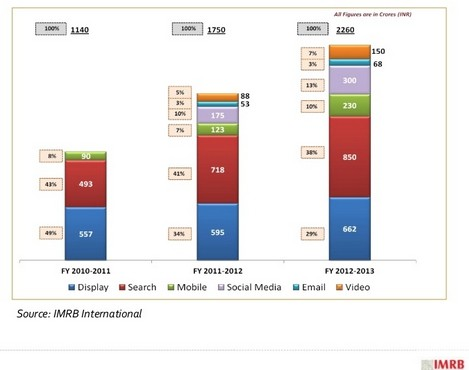 All Figures are in Crores (INR)
100% 1140 100% 1750 100% 2260
7% 150
3% 68
13% 300
10% 230
38% 850
29% 662
5% 88
3% 53
10% 175
7% 123
41% 718
34% 595
8% 90
43% 493
49% 557
FY 2010-2011 FY 2011-2012 FY 2012-2013
Display Search Mobile Social Media Email Video
Source: IMRB International
IMRB